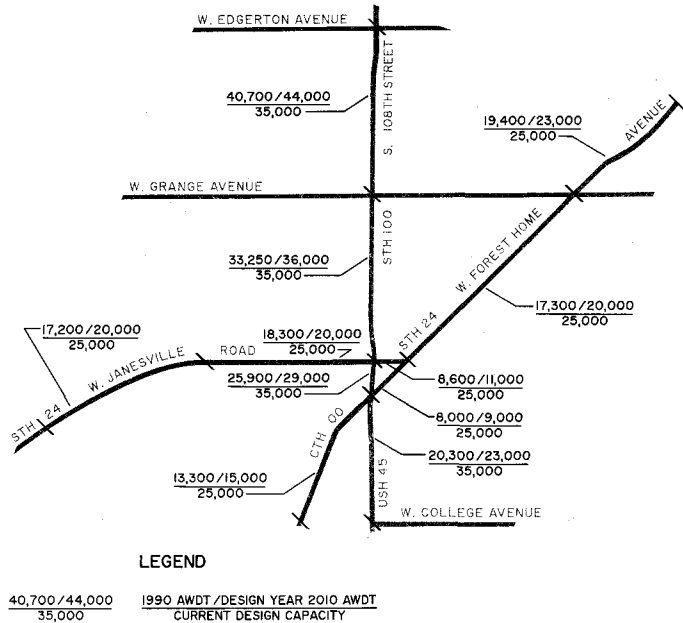 W. EDGERTON AVENUE
40,700/44,000
35,000
S. 108TH STREET
19,400/23,000
25,000
AVENUE
W. GRANGE AVENUE
33,250/36,000
35,000
STH 100
W. FOREST HOME
17,300/20,000
25,000
17,200/20,000
25,000
18,300/20,000
25,000
STH 24
W. JANESVILLE
ROAD
25,900/29,000
35,000
8,600/11,000
25,000
8,000/9,000
25,000
STH 24
CTH OO
20,300/23,000
35,000
13,300/15,000
25,000
USH 45
W. COLLEGE AVENUE
LEGEND
40,700/44,000
35,000
1990 AWDT/DESIGN YEAR 2010 AWDT
CURRENT DESIGN CAPACITY